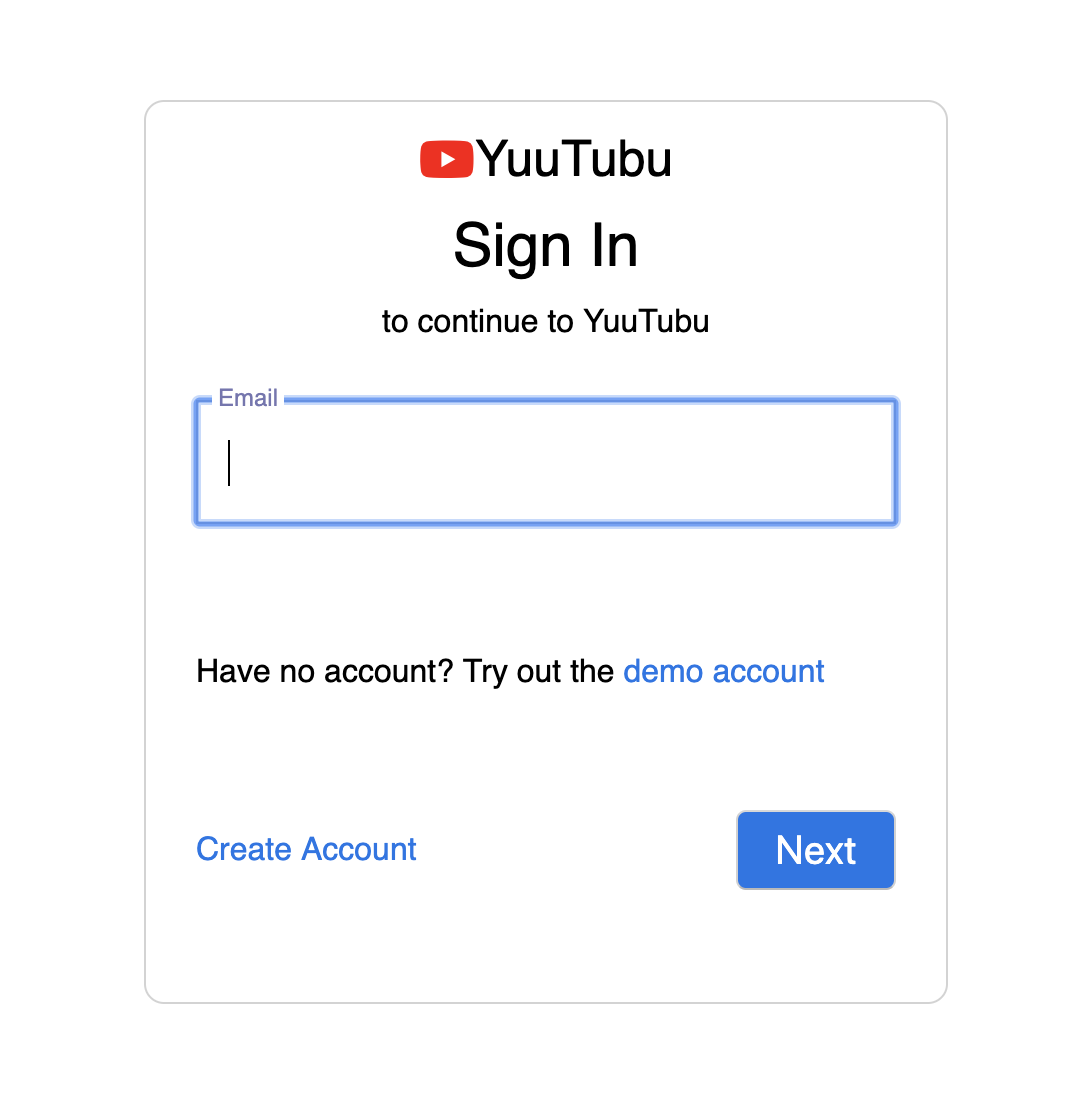 YuuTubu
Sign In
to continue to YuuTubu
Email
Have no account? Try out the demo account
Create Account
Next